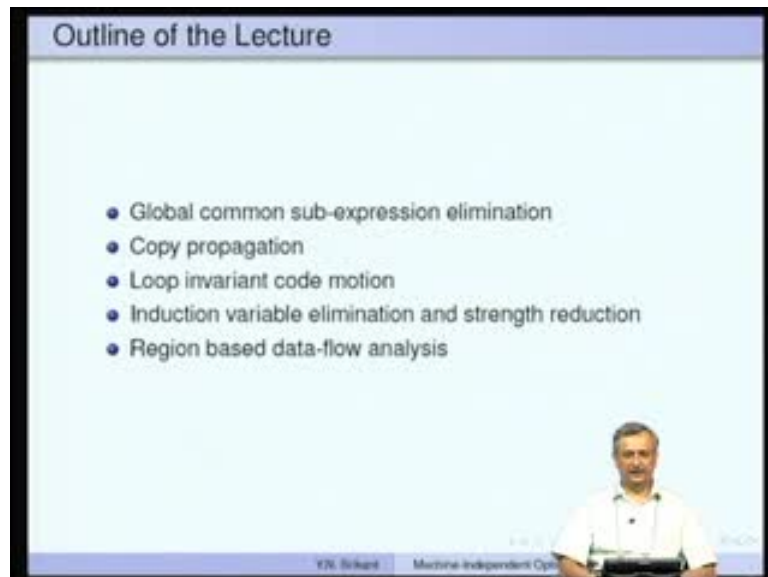 Outline of the Lecture
Global common sub-expression elimination
Copy propagation
Loop invariant code motion
Induction variable elimination and strength reduction
Region based data-flow analysis
Y.N. Srikant
Machine-Independent